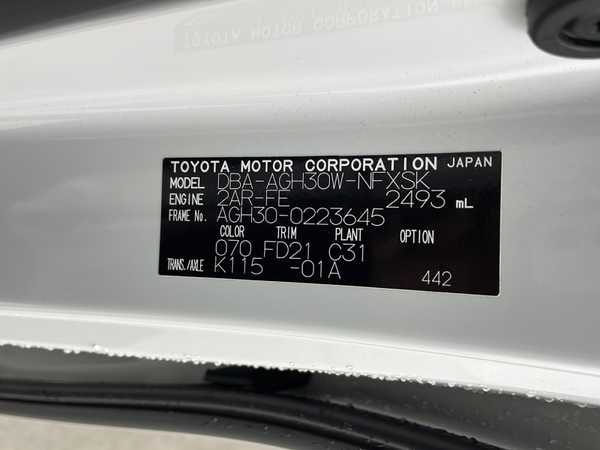 TOYOTA MOTOR CORPORATION JAPAN
MODEL DBA-AGH30W-NFXSK
ENGINE 2AR-FE 2493 mL
FRAME No. AGH30-0223645
COLOR TRIM PLANT OPTION
070 FD21 C31
TRANS./AXLE K115 -01A
442